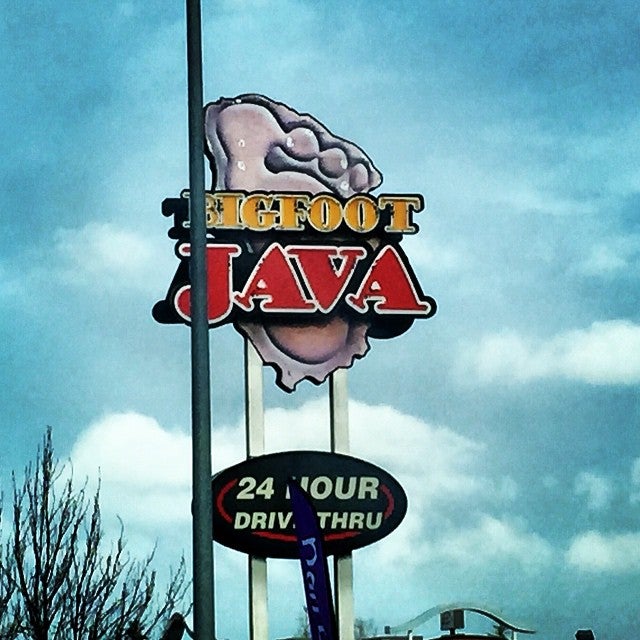 BIGFOOT
JAVA
24 HOUR
DRIVE THRU